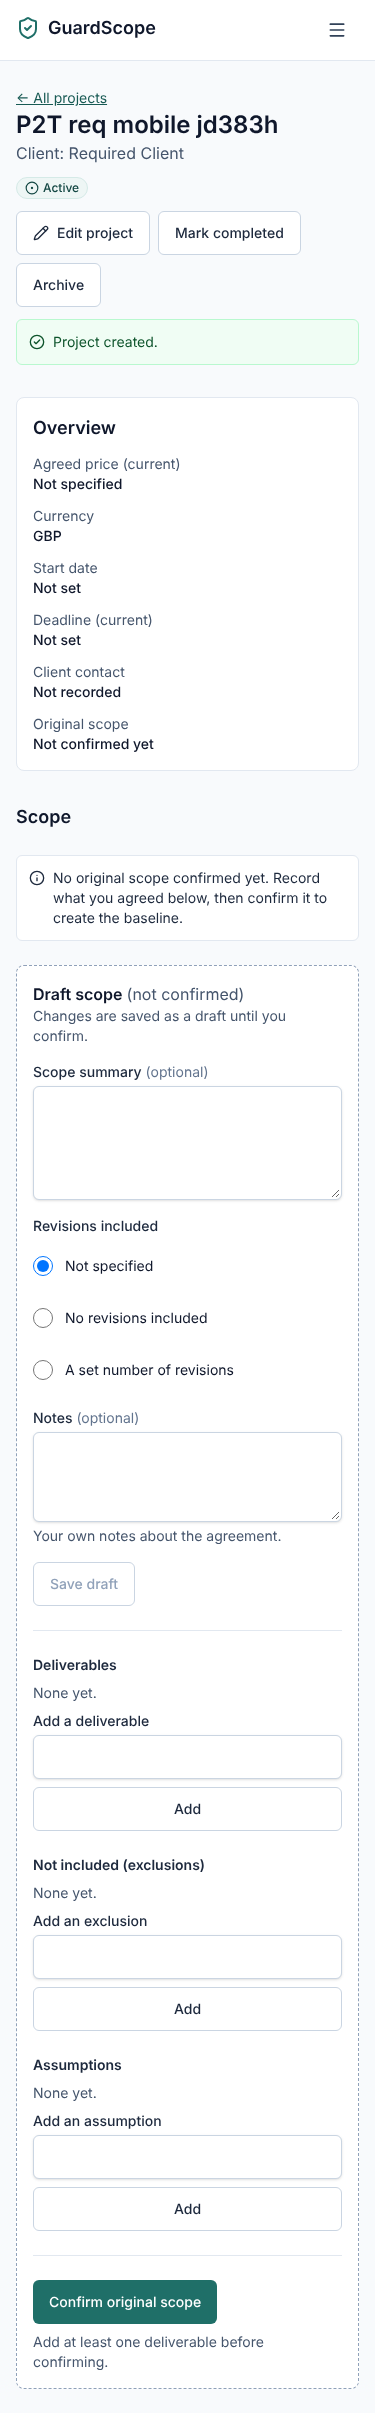 GuardScope
← All projects
P2T req mobile jd383h
Client: Required Client
Active
Edit project
Mark completed
Archive
Project created.
Overview
Agreed price (current)
Not specified
Currency
GBP
Start date
Not set
Deadline (current)
Not set
Client contact
Not recorded
Original scope
Not confirmed yet
Scope
No original scope confirmed yet. Record
what you agreed below, then confirm it to
create the baseline.
Draft scope (not confirmed)
Changes are saved as a draft until you
confirm.
Scope summary (optional)
Revisions included
Not specified
No revisions included
A set number of revisions
Notes (optional)
Your own notes about the agreement.
Save draft
Deliverables
None yet.
Add a deliverable
Add
Not included (exclusions)
None yet.
Add an exclusion
Add
Assumptions
None yet.
Add an assumption
Add
Confirm original scope
Add at least one deliverable before
confirming.